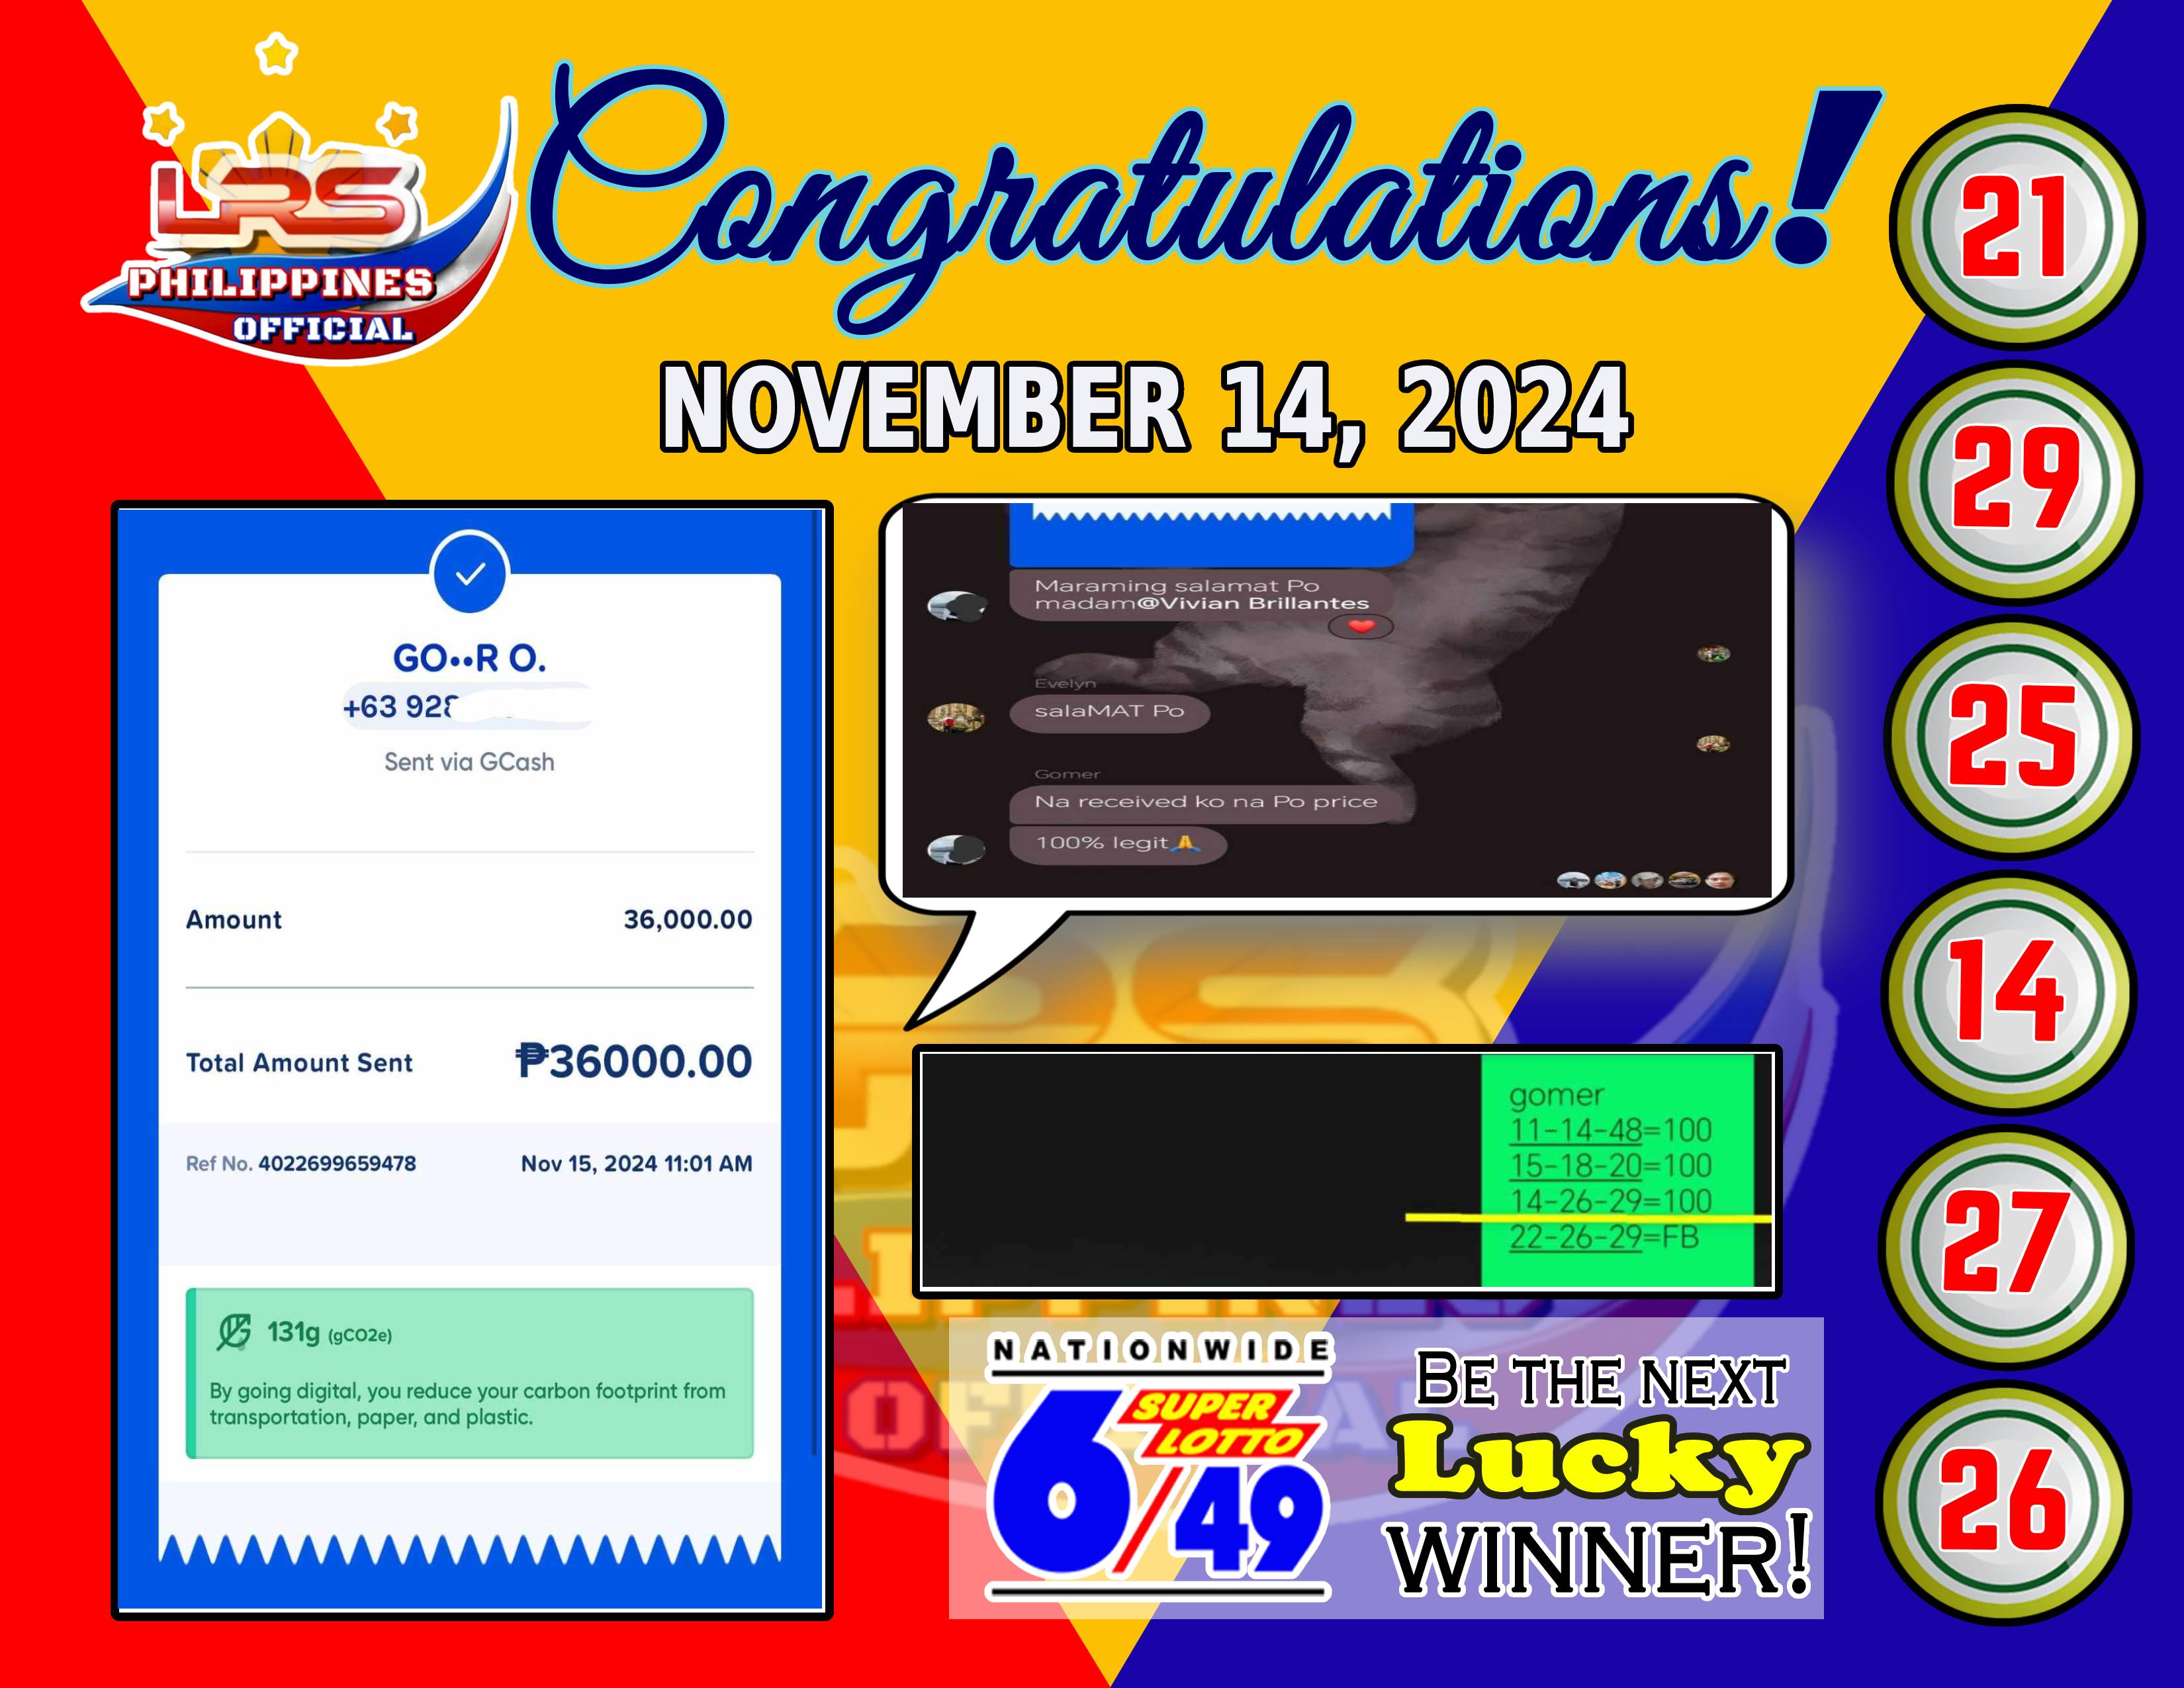 LRS
PHILIPPINES
OFFICIAL
Congratulations!
NOVEMBER 14, 2024
GO••R O.
+63 928
Sent via GCash
Amount 36,000.00
Total Amount Sent ₱36000.00
Ref No. 4022699659478 Nov 15, 2024 11:01 AM
131g (gCO2e)
By going digital, you reduce your carbon footprint from
transportation, paper, and plastic.
Maraming salamat Po
madam@Vivian Brillantes
Evelyn
salaMAT Po
Gomer
Na received ko na Po price
100% legit🙏
gomer
11-14-48=100
15-18-20=100
14-26-29=100
22-26-29=FB
NATIONWIDE
SUPER
LOTTO
6/49
BE THE NEXT
Lucky
WINNER!
21
29
25
14
27
26